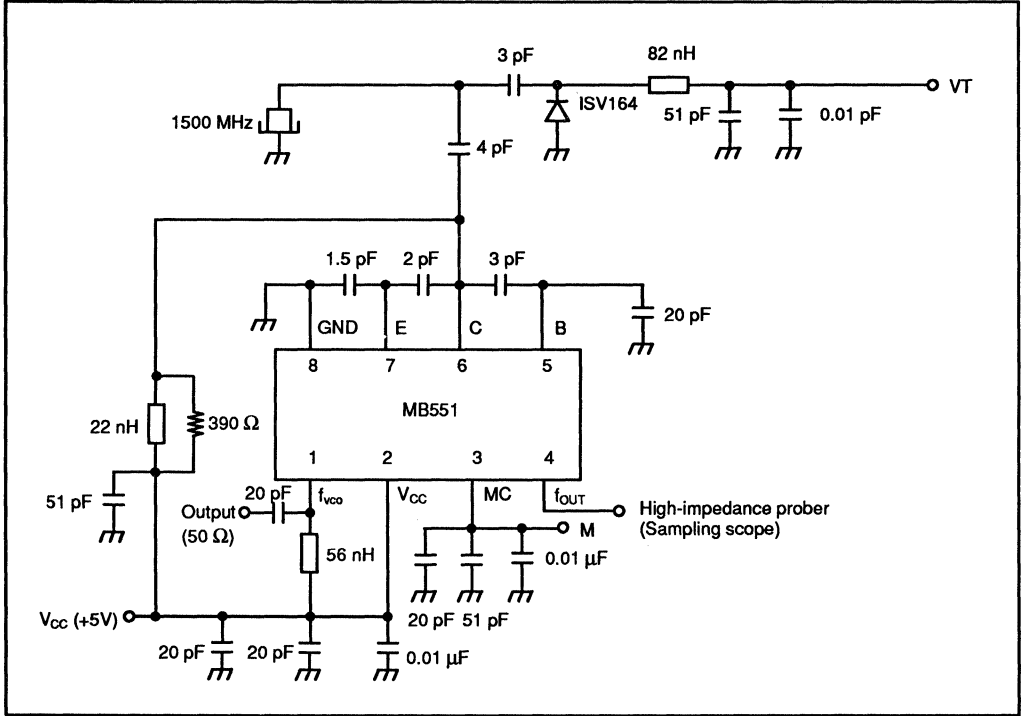 3 pF
82 nH
VT
ISV164
1500 MHz
51 pF
0.01 pF
4 pF
1.5 pF
2 pF
3 pF
20 pF
GND
E
C
B
8
7
6
5
MB551
22 nH
390 Ω
1
2
3
4
51 pF
20 pF
fVCO
VCC
MC
fOUT
Output
(50 Ω)
High-impedance prober
(Sampling scope)
M
56 nH
0.01 µF
VCC (+5V)
20 pF
51 pF
20 pF
20 pF
0.01 µF